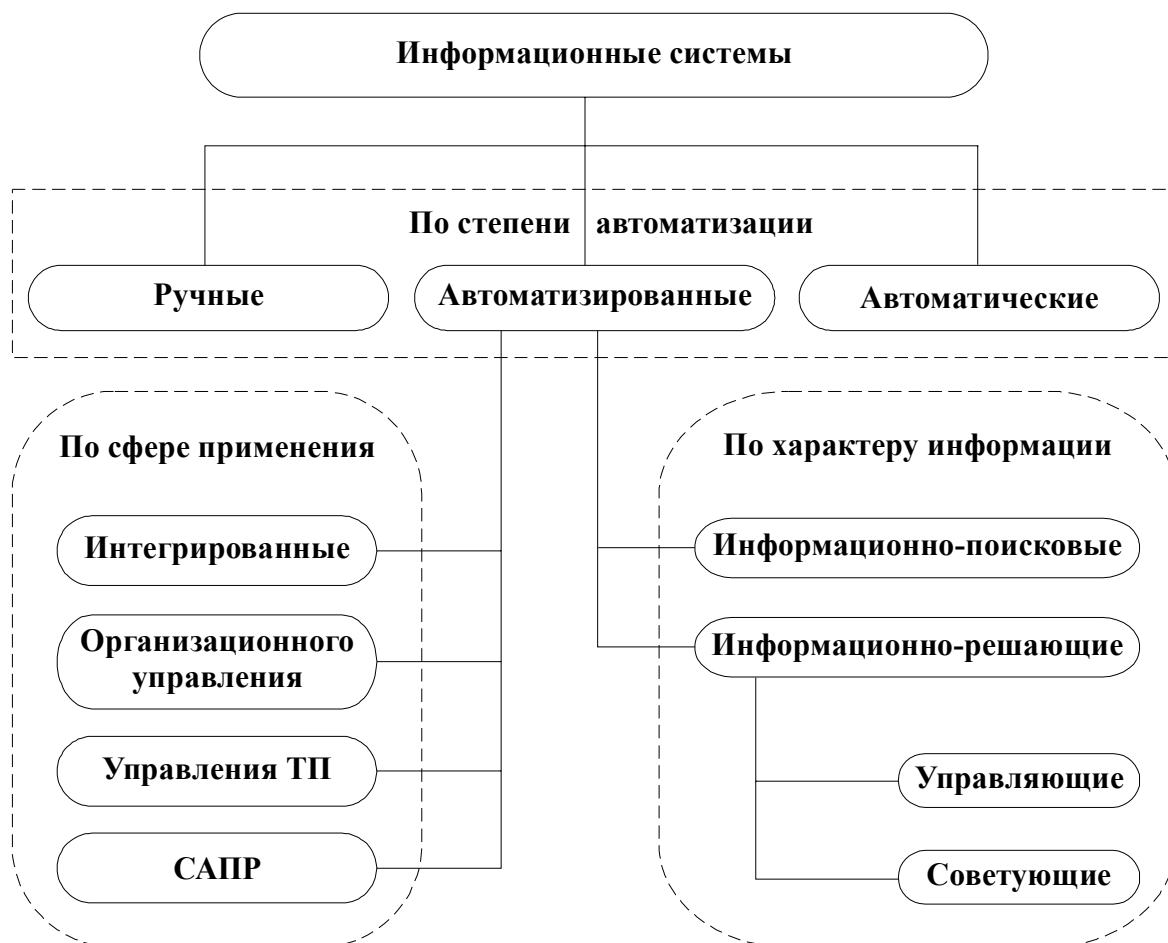 Информационные системы
По степени автоматизации
Ручные
Автоматизированные
Автоматические
По сфере применения
Интегрированные
Организационного
управления
Управления ТП
САПР
По характеру информации
Информационно-поисковые
Информационно-решающие
Управляющие
Советующие